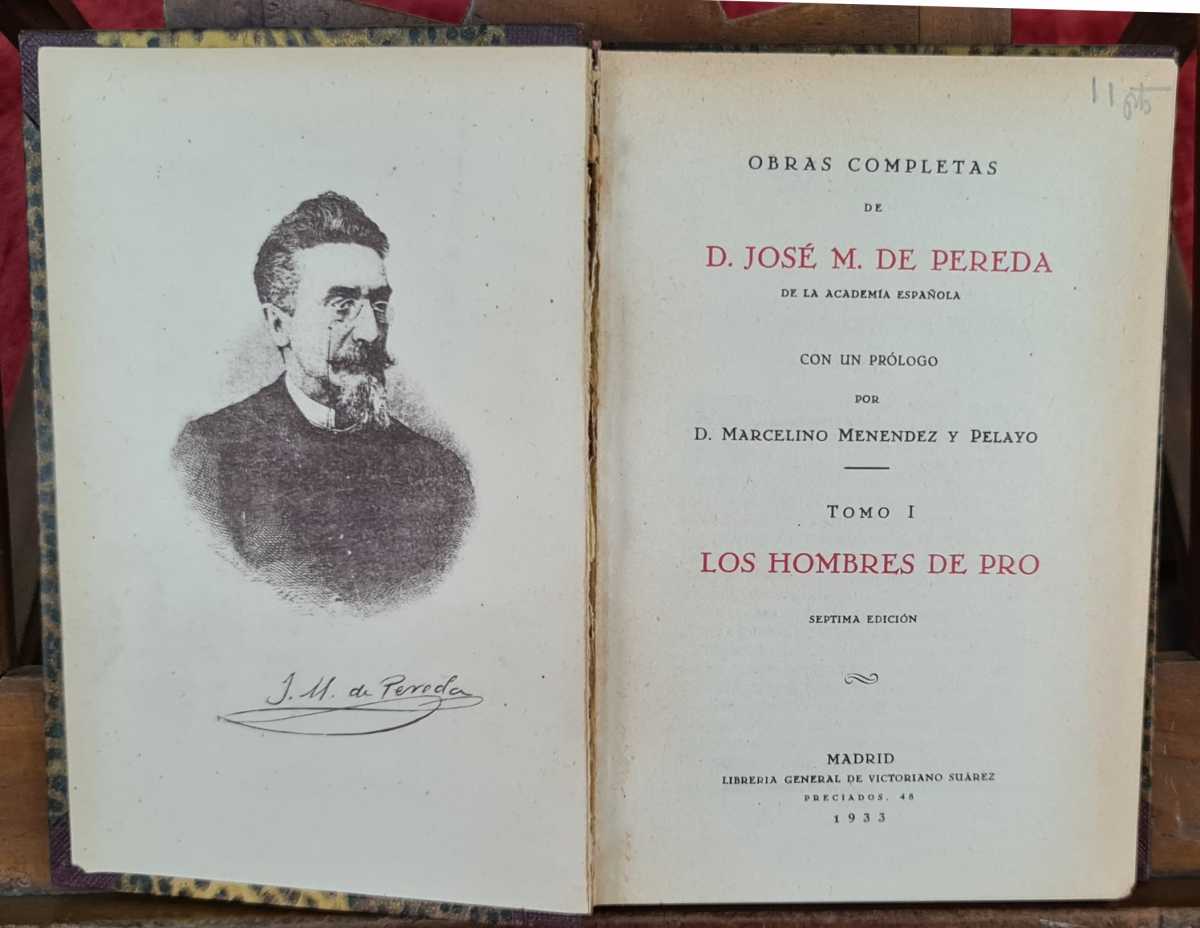 J. M. de Pereda
11 pts
OBRAS COMPLETAS
DE
D. JOSÉ M. DE PEREDA
DE LA ACADEMÍA ESPAÑOLA
CON UN PRÓLOGO
POR
D. MARCELINO MENENDEZ Y PELAYO
TOMO I
LOS HOMBRES DE PRO
SEPTIMA EDICIÓN
MADRID
LIBRERIA GENERAL DE VICTORIANO SUÁREZ
PRECIADOS, 48
1933